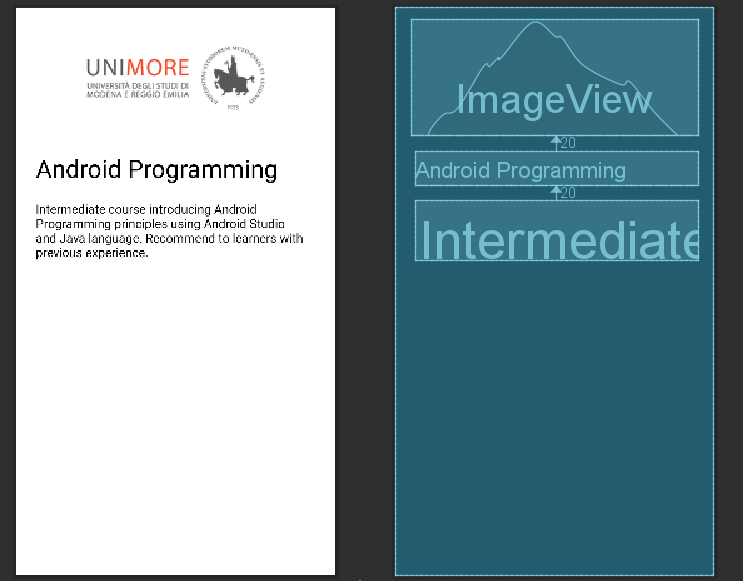 UNIMORE
UNIVERSITÀ DEGLI STUDI DI
MODENA E REGGIO EMILIA
1175
Android Programming
Intermediate course introducing Android
Programming principles using Android Studio
and Java language. Recommend to learners with
previous experience.
ImageView
20
Android Programming
20
Intermediate